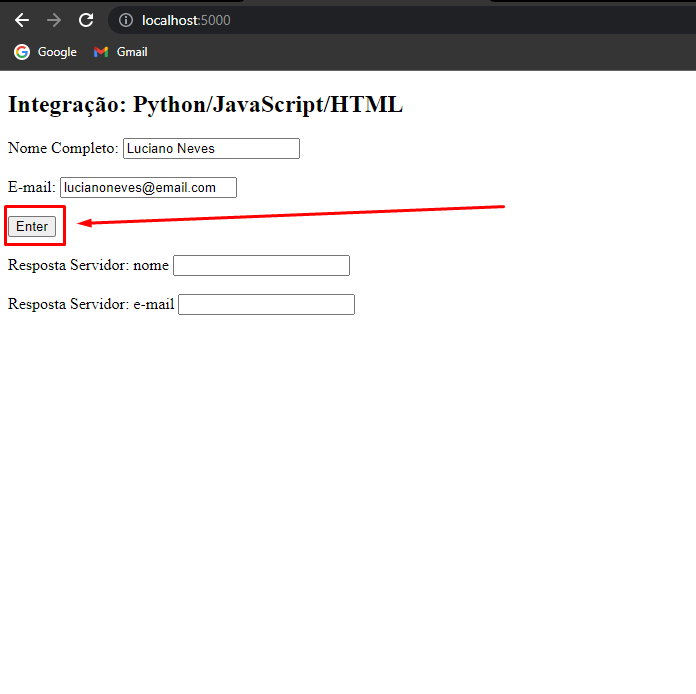 localhost:5000
Google Gmail
Integração: Python/JavaScript/HTML
Nome Completo: Luciano Neves
E-mail: lucianoneves@email.com
Enter
Resposta Servidor: nome
Resposta Servidor: e-mail